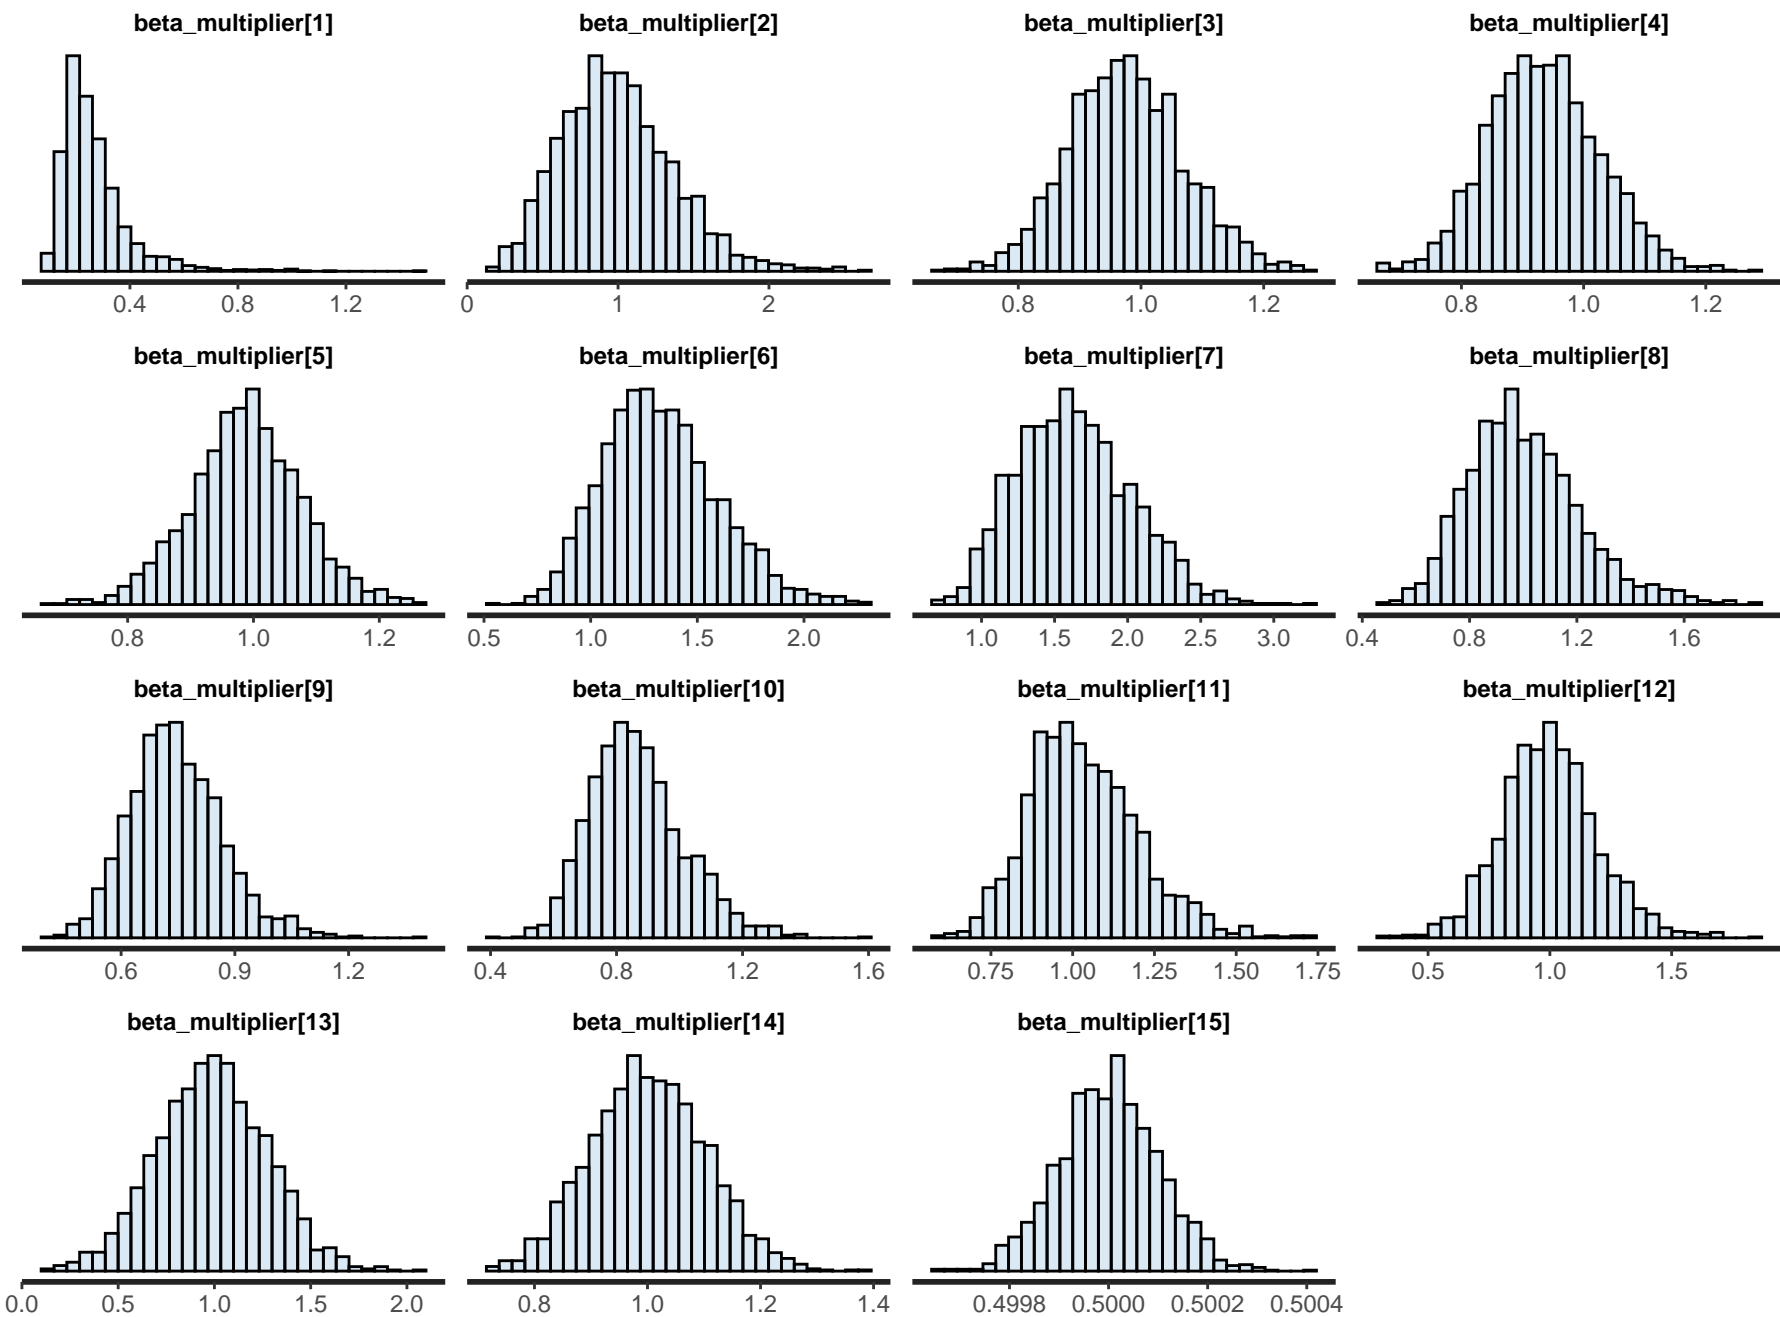 beta_multiplier[1] beta_multiplier[2] beta_multiplier[3] beta_multiplier[4]
0.4 0.8 1.2 0 1 2 0.8 1.0 1.2 0.8 1.0 1.2
beta_multiplier[5] beta_multiplier[6] beta_multiplier[7] beta_multiplier[8]
0.8 1.0 1.2 0.5 1.0 1.5 2.0 1.0 1.5 2.0 2.5 3.0 0.4 0.8 1.2 1.6
beta_multiplier[9] beta_multiplier[10] beta_multiplier[11] beta_multiplier[12]
0.6 0.9 1.2 0.4 0.8 1.2 1.6 0.75 1.00 1.25 1.50 1.75 0.5 1.0 1.5
beta_multiplier[13] beta_multiplier[14] beta_multiplier[15]
0.0 0.5 1.0 1.5 2.0 0.8 1.0 1.2 1.4 0.4998 0.5000 0.5002 0.5004